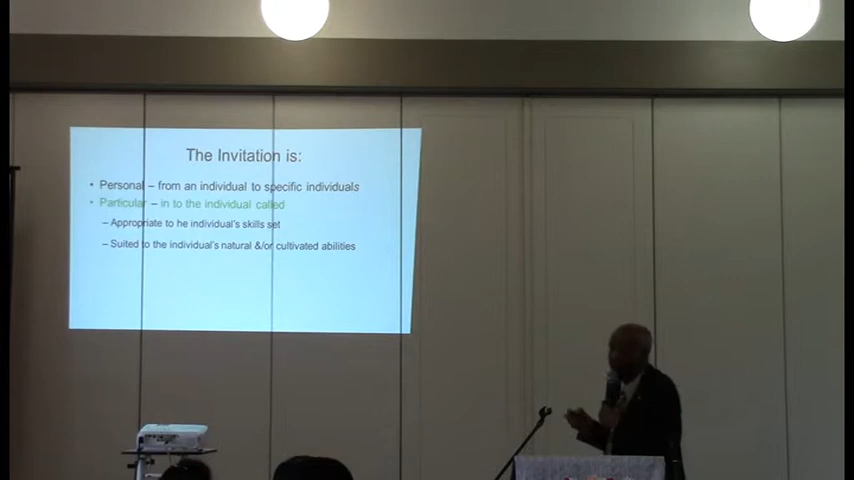 The Invitation is:
• Personal – from an individual to specific individuals
• Particular – in to the individual called
– Appropriate to he individual's skills set
– Suited to the individual's natural &/or cultivated abilities